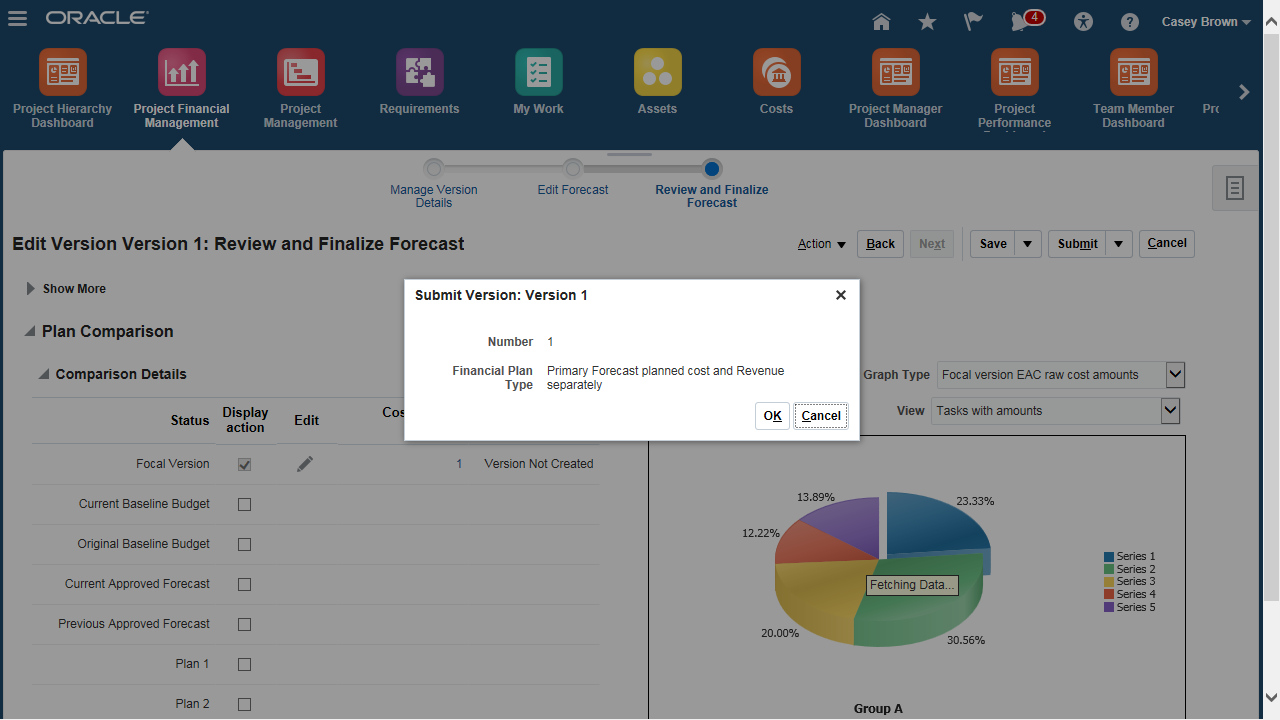 ORACLE
4
Casey Brown
Project Hierarchy
Dashboard
Project Financial
Management
Project
Management
Requirements
My Work
Assets
Costs
Project Manager
Dashboard
Project
Performance
Team Member
Dashboard
Manage Version
Details
Edit Forecast
Review and Finalize
Forecast
Edit Version Version 1: Review and Finalize Forecast
Action
Back
Next
Save
Submit
Cancel
Show More
Plan Comparison
Comparison Details
Status
Display
action
Edit
Focal Version
1
Version Not Created
Current Baseline Budget
Original Baseline Budget
Current Approved Forecast
Previous Approved Forecast
Plan 1
Plan 2
Submit Version: Version 1
Number 1
Financial Plan Primary Forecast planned cost and Revenue
Type separately
OK
Cancel
Graph Type Focal version EAC raw cost amounts
View Tasks with amounts
13.89%
23.33%
12.22%
20.00%
30.56%
Fetching Data...
Series 1
Series 2
Series 3
Series 4
Series 5
Group A